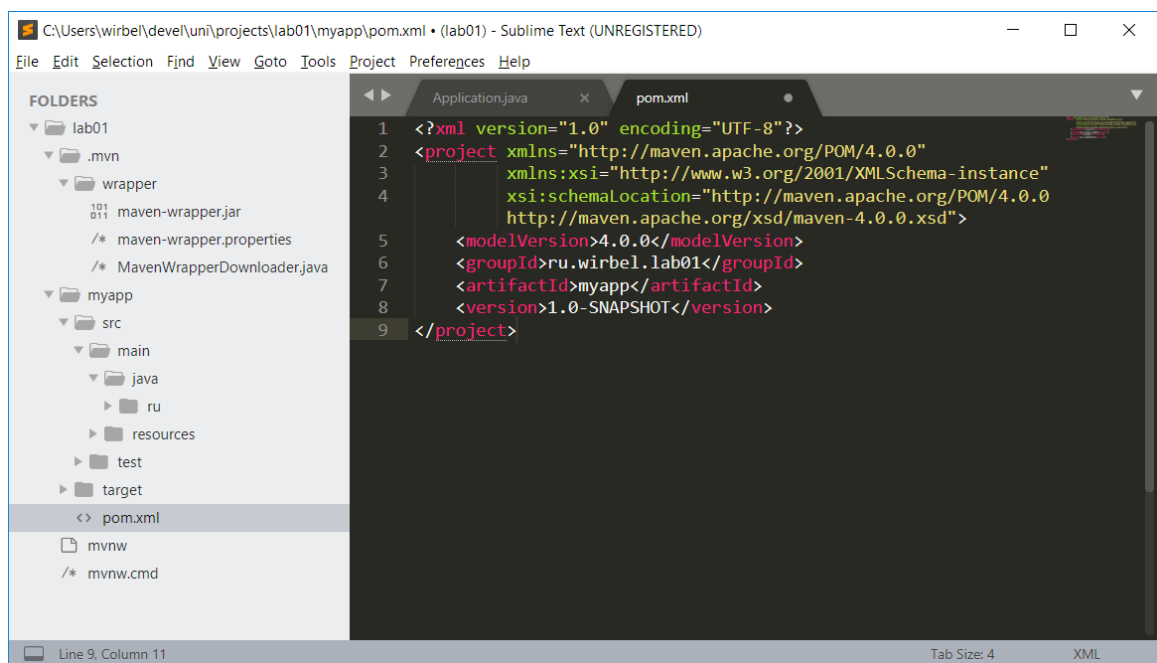 C:\Users\wirbel\devel\uni\projects\lab01\myapp\pom.xml • (lab01) - Sublime Text (UNREGISTERED)
File Edit Selection Find View Goto Tools Project Preferences Help
FOLDERS
lab01
.mvn
wrapper
101 011 maven-wrapper.jar
/* maven-wrapper.properties
/* MavenWrapperDownloader.java
myapp
src
main
java
ru
resources
test
target
<> pom.xml
mvnw
/* mvnw.cmd
Application.java × pom.xml •
1 <?xml version="1.0" encoding="UTF-8"?>
2 <project xmlns="http://maven.apache.org/POM/4.0.0"
3 xmlns:xsi="http://www.w3.org/2001/XMLSchema-instance"
4 xsi:schemaLocation="http://maven.apache.org/POM/4.0.0
http://maven.apache.org/xsd/maven-4.0.0.xsd">
5 <modelVersion>4.0.0</modelVersion>
6 <groupId>ru.wirbel.lab01</groupId>
7 <artifactId>myapp</artifactId>
8 <version>1.0-SNAPSHOT</version>
9 </project>
Line 9, Column 11 Tab Size: 4 XML